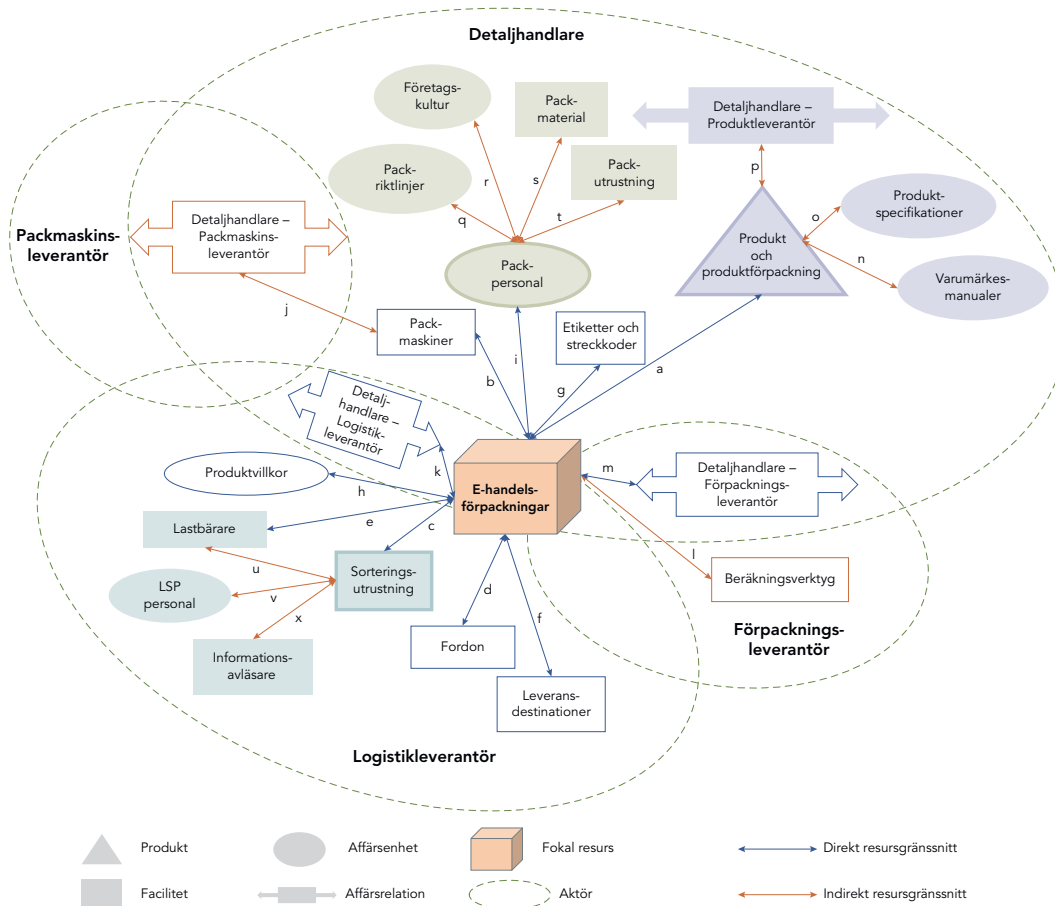 Detaljhandlare
Företags-
kultur
Pack-
material
Detaljhandlare –
Produktleverantör
Pack-
riktlinjer
Pack-
utrustning
r
s
p
q
t
Produkt-
specifikationer
o
Packmaskins-
leverantör
Detaljhandlare –
Packmaskins-
leverantör
Produkt
och
produktförpackning
n
Varumärkes-
manualer
Pack-
personal
j
Pack-
maskiner
Etiketter och
streckkoder
i
b
g
a
Detalj-
handlare –
Logistik-
leverantör
k
Produktvillkor
h
E-handels-
förpackningar
m
Detaljhandlare –
Förpacknings-
leverantör
Lastbärare
e
c
l
u
LSP
personal
v
x
Sorterings-
utrustning
Beräkningsverktyg
d
f
Informations-
avläsare
Fordon
Förpacknings-
leverantör
Leverans-
destinationer
Logistikleverantör
Produkt
Affärsenhet
Fokal resurs
Direkt resursgränssnitt
Facilitet
Affärsrelation
Aktör
Indirekt resursgränssnitt